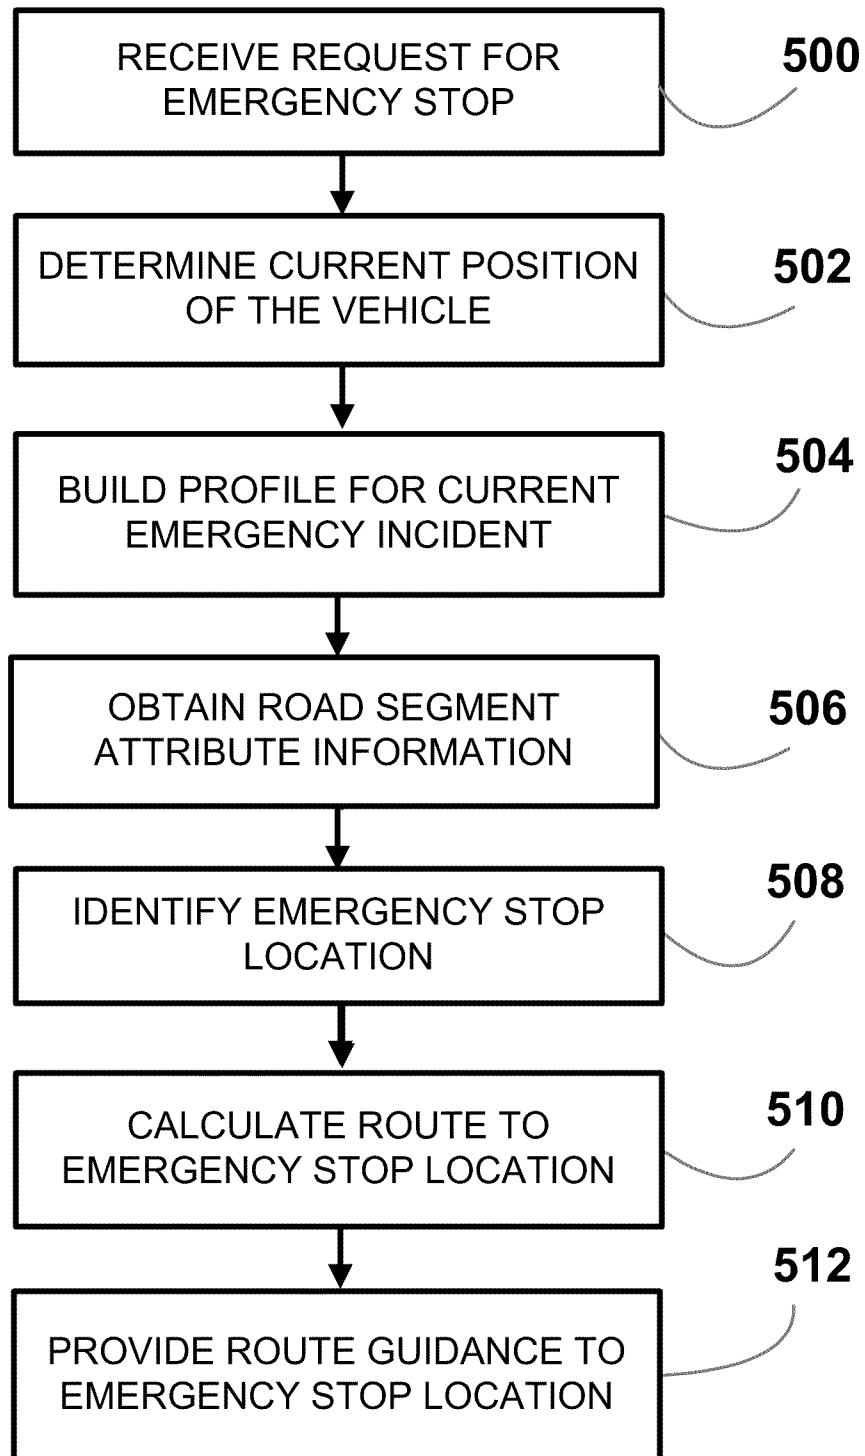 RECEIVE REQUEST FOR
EMERGENCY STOP
500
DETERMINE CURRENT POSITION
OF THE VEHICLE
502
BUILD PROFILE FOR CURRENT
EMERGENCY INCIDENT
504
OBTAIN ROAD SEGMENT
ATTRIBUTE INFORMATION
506
IDENTIFY EMERGENCY STOP
LOCATION
508
CALCULATE ROUTE TO
EMERGENCY STOP LOCATION
510
PROVIDE ROUTE GUIDANCE TO
EMERGENCY STOP LOCATION
512